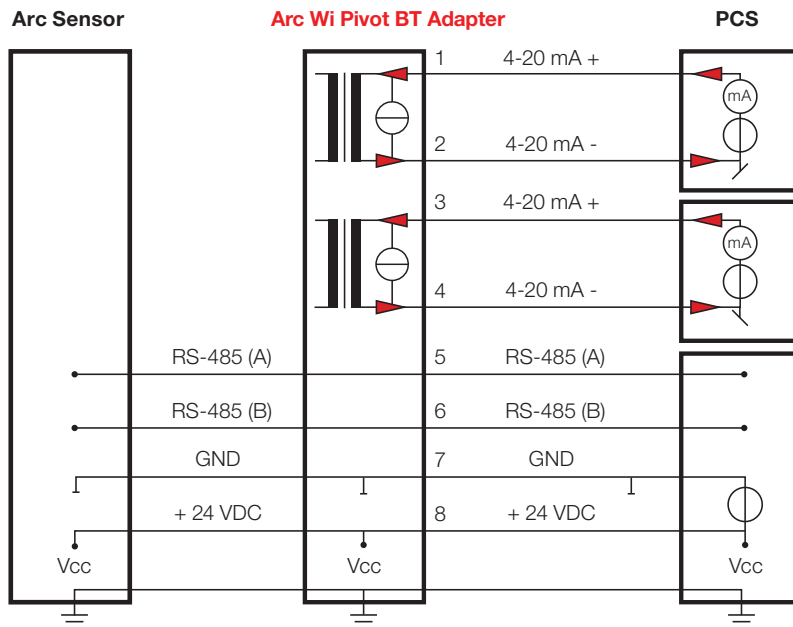 Arc Sensor Arc Wi Pivot BT Adapter PCS
1 4-20 mA +
mA
2 4-20 mA -
3 4-20 mA +
mA
4 4-20 mA -
RS-485 (A) 5 RS-485 (A)
RS-485 (B) 6 RS-485 (B)
GND 7 GND
+ 24 VDC 8 + 24 VDC
Vcc Vcc Vcc